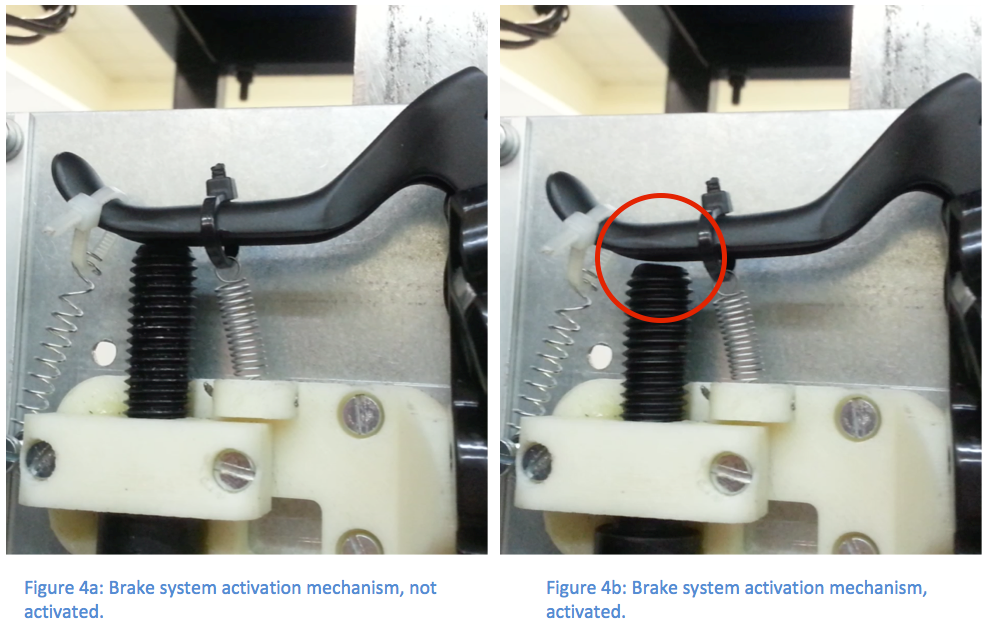 Figure 4a: Brake system activation mechanism, not
activated.
Figure 4b: Brake system activation mechanism,
activated.